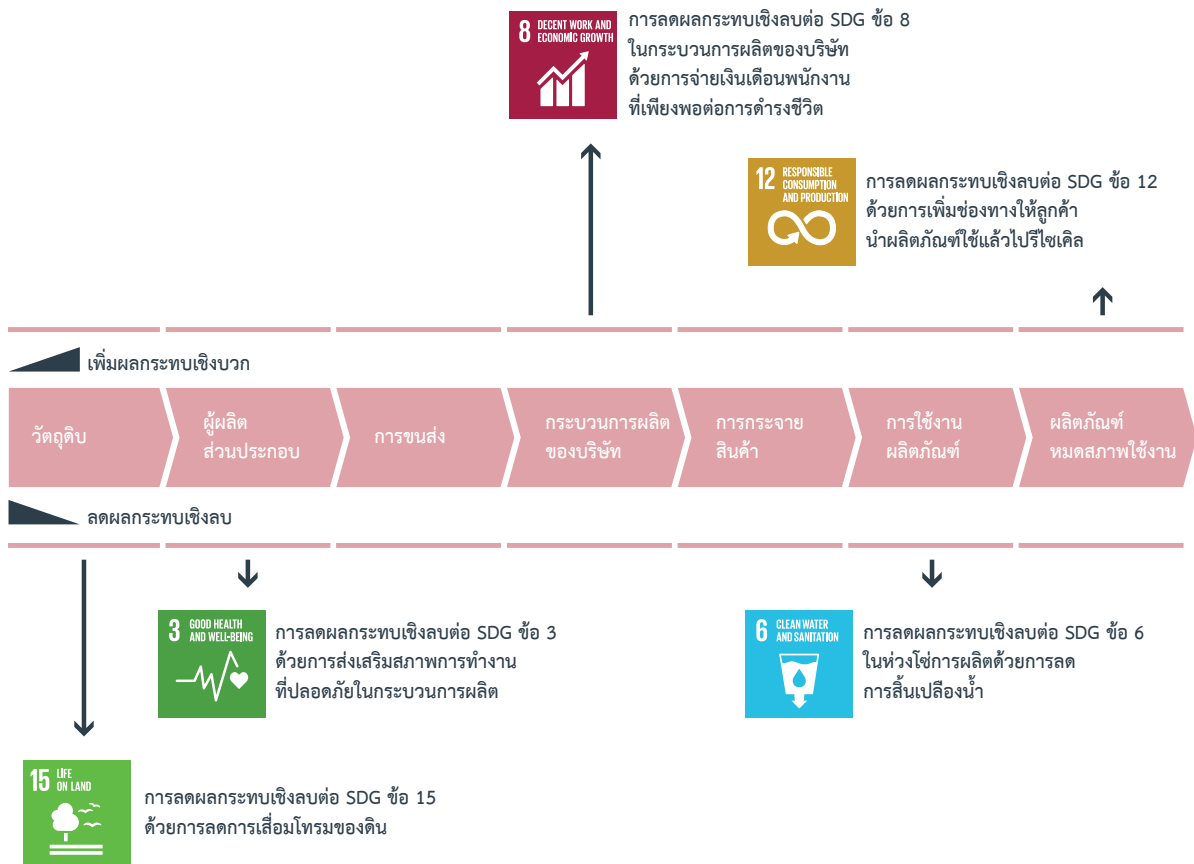 8 DECENT WORK AND
ECONOMIC GROWTH
การลดผลกระทบเชิงลบต่อ SDG ข้อ 8
ในกระบวนการผลิตของบริษัท
ด้วยการจ่ายเงินเดือนพนักงาน
ที่เพียงพอต่อการดำรงชีวิต
12 RESPONSIBLE
CONSUMPTION
AND PRODUCTION
การลดผลกระทบเชิงลบต่อ SDG ข้อ 12
ด้วยการเพิ่มช่องทางให้ลูกค้า
นำผลิตภัณฑ์ใช้แล้วไปรีไซเคิล
เพิ่มผลกระทบเชิงบวก
วัตถุดิบ
ผู้ผลิต
ส่วนประกอบ
การขนส่ง
กระบวนการผลิต
ของบริษัท
การกระจาย
สินค้า
การใช้งาน
ผลิตภัณฑ์
ผลิตภัณฑ์
หมดสภาพใช้งาน
ลดผลกระทบเชิงลบ
3 GOOD HEALTH
AND WELL-BEING
การลดผลกระทบเชิงลบต่อ SDG ข้อ 3
ด้วยการส่งเสริมสภาพการทำงาน
ที่ปลอดภัยในกระบวนการผลิต
6 CLEAN WATER
AND SANITATION
การลดผลกระทบเชิงลบต่อ SDG ข้อ 6
ในห่วงโซ่การผลิตด้วยการลด
การสิ้นเปลืองน้ำ
15 LIFE
ON LAND
การลดผลกระทบเชิงลบต่อ SDG ข้อ 15
ด้วยการลดการเสื่อมโทรมของดิน